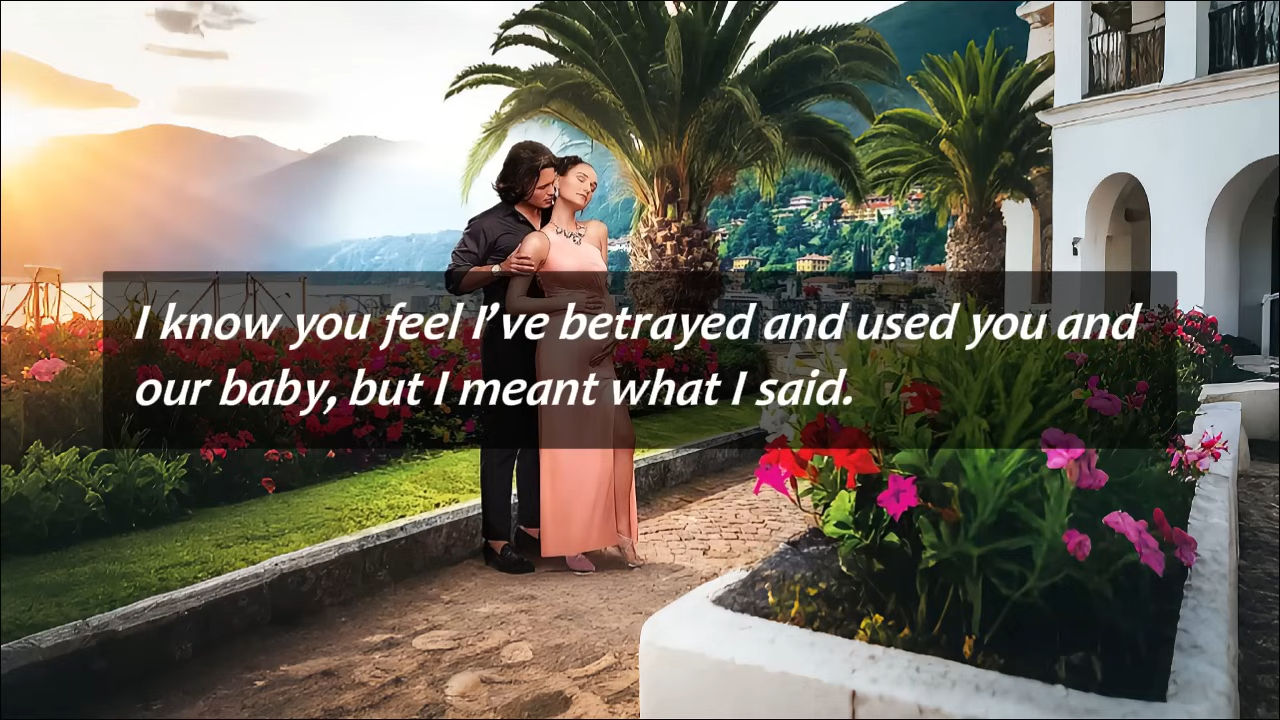 I know you feel I’ve betrayed and used you and
our baby, but I meant what I said.